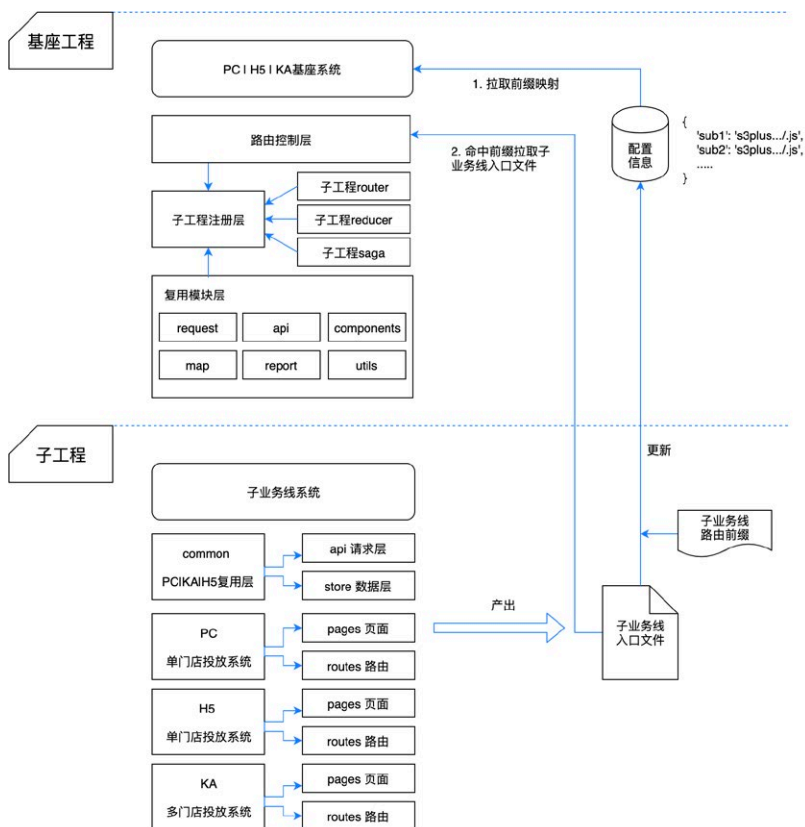 基座工程
PC | H5 | KA基座系统
1. 拉取前缀映射
路由控制层
2. 命中前缀拉取子
业务线入口文件
配置
信息
{
'sub1': 's3plus.../.js',
'sub2': 's3plus.../.js',
.....
}
子工程注册层
子工程router
子工程reducer
子工程saga
复用模块层
request
api
components
map
report
utils
子工程
更新
子业务线系统
子业务线
路由前缀
common
PC|KA|H5复用层
api 请求层
store 数据层
产出
子业务线
入口文件
PC
单门店投放系统
pages 页面
routes 路由
H5
单门店投放系统
pages 页面
routes 路由
KA
多门店投放系统
pages 页面
routes 路由